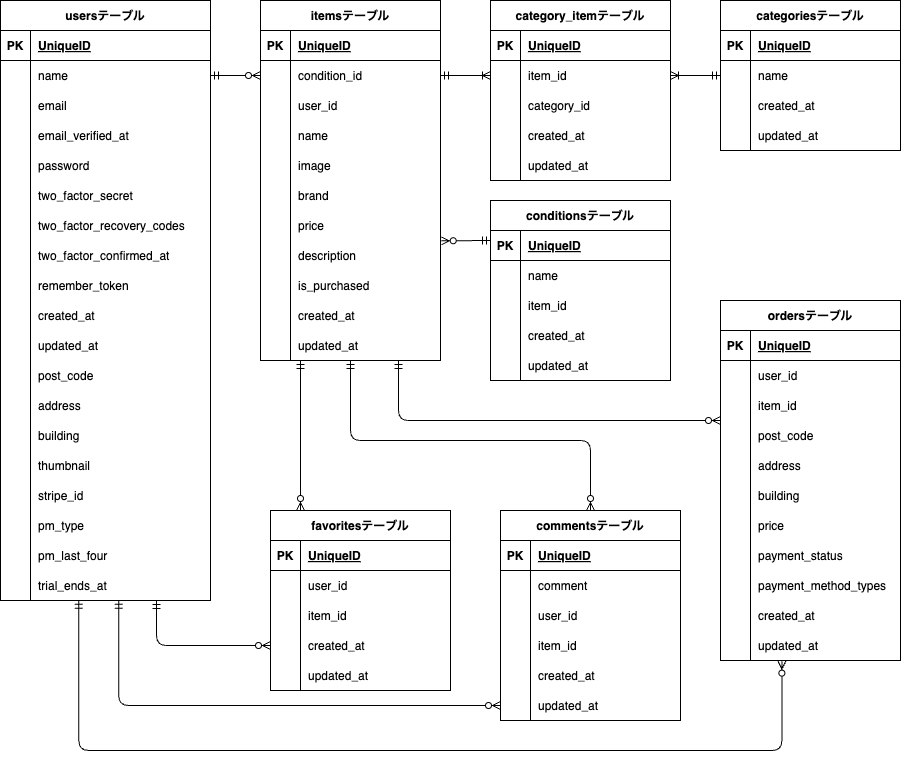 usersテーブル
PK UniqueID
name
email
email_verified_at
password
two_factor_secret
two_factor_recovery_codes
two_factor_confirmed_at
remember_token
created_at
updated_at
post_code
address
building
thumbnail
stripe_id
pm_type
pm_last_four
trial_ends_at
itemsテーブル
PK UniqueID
condition_id
user_id
name
image
brand
price
description
is_purchased
created_at
updated_at
category_itemテーブル
PK UniqueID
item_id
category_id
created_at
updated_at
categoriesテーブル
PK UniqueID
name
created_at
updated_at
conditionsテーブル
PK UniqueID
name
item_id
created_at
updated_at
ordersテーブル
PK UniqueID
user_id
item_id
post_code
address
building
price
payment_status
payment_method_types
created_at
updated_at
favoritesテーブル
PK UniqueID
user_id
item_id
created_at
updated_at
commentsテーブル
PK UniqueID
comment
user_id
item_id
created_at
updated_at